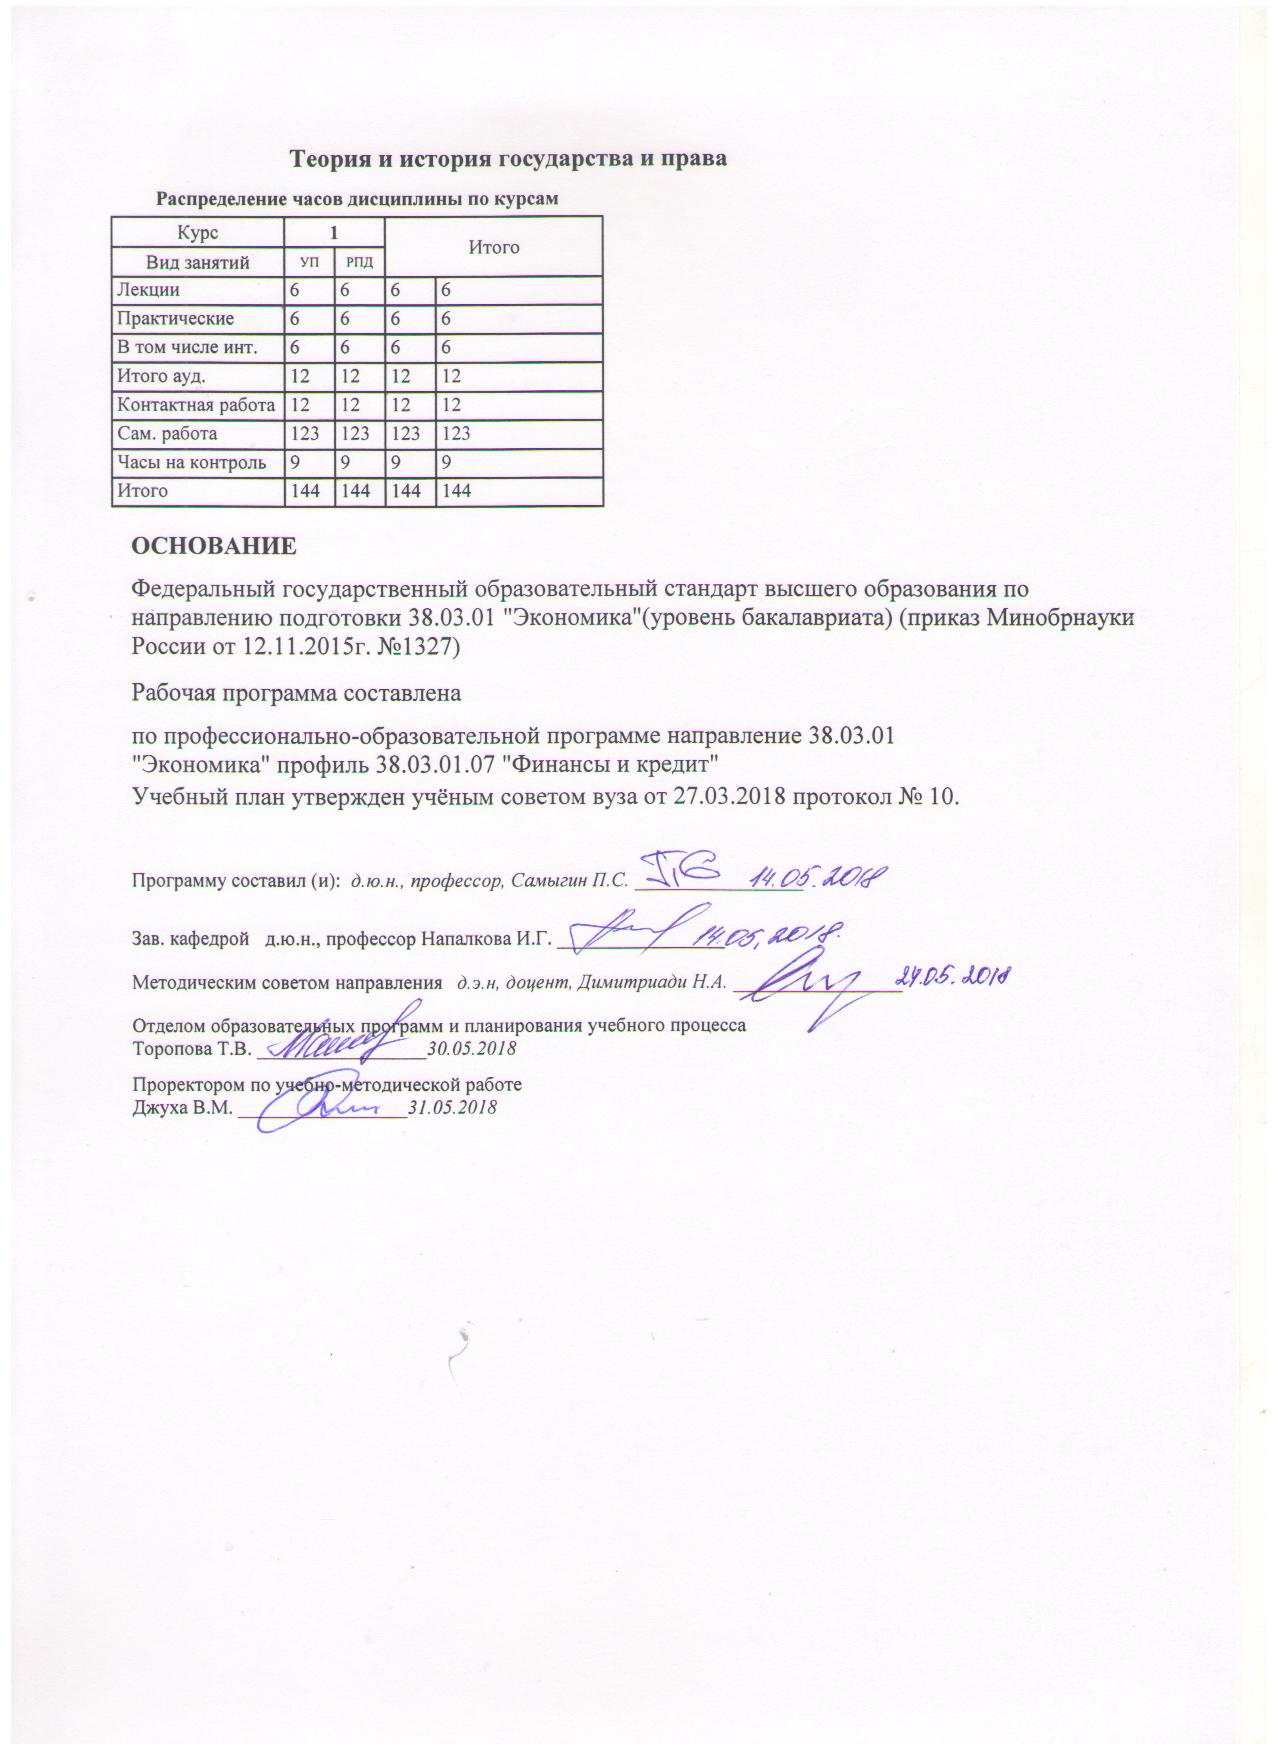 Теория и история государства и права
Распределение часов дисциплины по курсам
Курс 1 Итого
Вид занятий УП РПД
Лекции 6 6 6 6
Практические 6 6 6 6
В том числе инт. 6 6 6 6
Итого ауд. 12 12 12 12
Контактная работа 12 12 12 12
Сам. работа 123 123 123 123
Часы на контроль 9 9 9 9
Итого 144 144 144 144
ОСНОВАНИЕ
Федеральный государственный образовательный стандарт высшего образования по
направлению подготовки 38.03.01 "Экономика"(уровень бакалавриата) (приказ Минобрнауки
России от 12.11.2015г. №1327)
Рабочая программа составлена
по профессионально-образовательной программе направление 38.03.01
"Экономика" профиль 38.03.01.07 "Финансы и кредит"
Учебный план утвержден учёным советом вуза от 27.03.2018 протокол № 10.
Программу составил (и): д.ю.н., профессор, Самыгин П.С. 14.05.2018
Зав. кафедрой д.ю.н., профессор Напалкова И.Г. 14.05.2018.
Методическим советом направления д.э.н, доцент, Димитриади Н.А. 24.05.2018
Отделом образовательных программ и планирования учебного процесса
Торопова Т.В. 30.05.2018
Проректором по учебно-методической работе
Джуха В.М. 31.05.2018